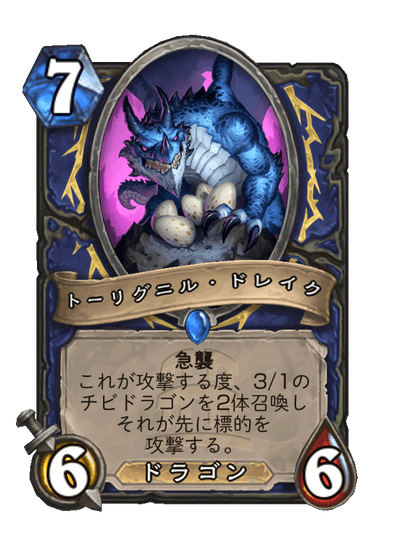 7
トーリグニル・ドレイク
急襲
これが攻撃する度、3/1の
チビドラゴンを2体召喚し
それが先に標的を
攻撃する。
6
ドラゴン
6